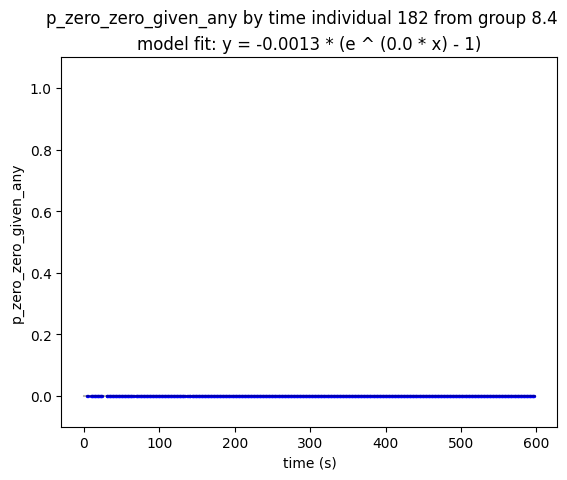 p_zero_zero_given_any by time individual 182 from group 8.4
model fit: y = -0.0013 * (e ^ (0.0 * x) - 1)
1.0
0.8
0.6
0.4
0.2
0.0
p_zero_zero_given_any
0 100 200 300 400 500 600
time (s)